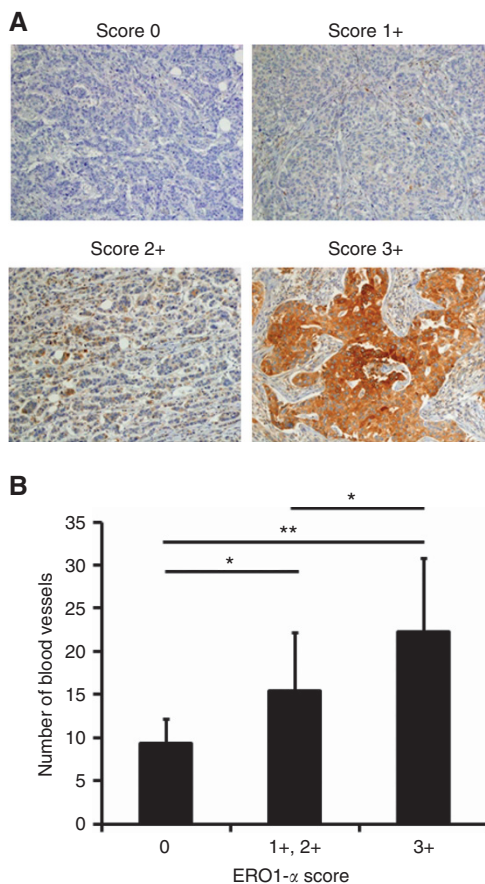 A
Score 0 Score 1+
Score 2+ Score 3+
B
Number of blood vessels
35
30
25
20
15
10
5
0
*
**
*
0 1+, 2+ 3+
ERO1-α score